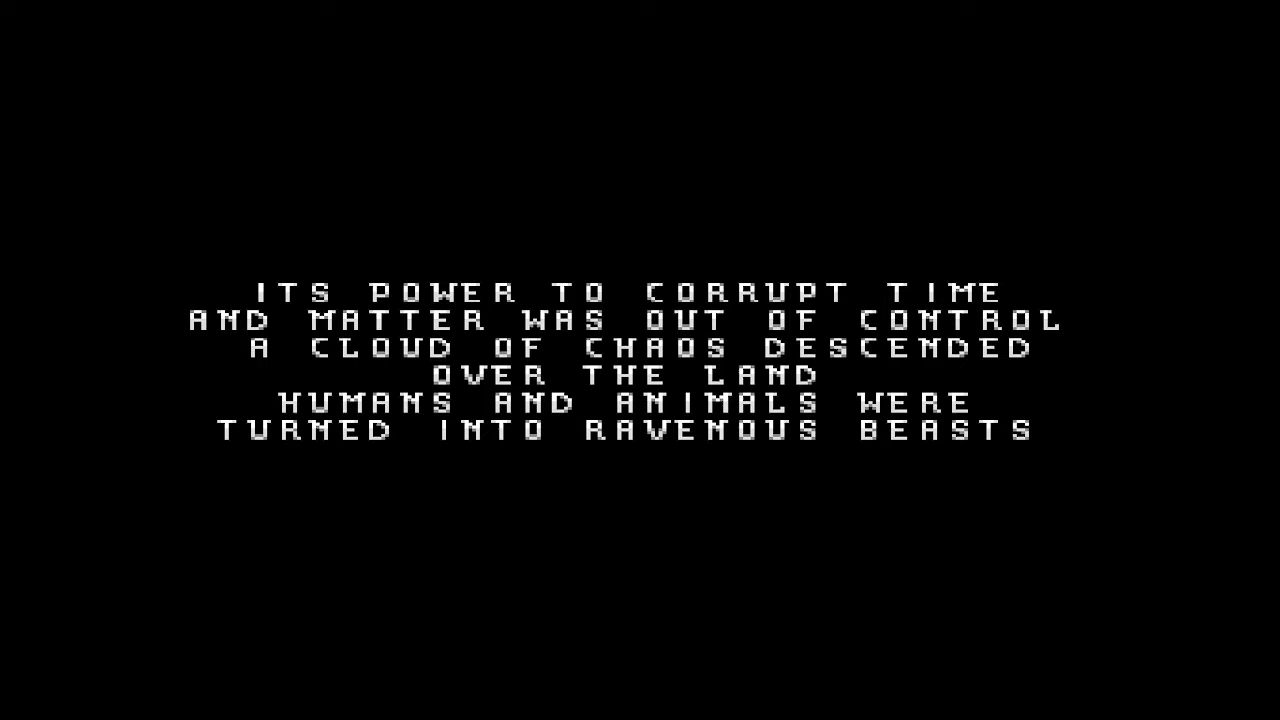 ITS POWER TO CORRUPT TIME
AND MATTER WAS OUT OF CONTROL
A CLOUD OF CHAOS DESCENDED
OVER THE LAND
HUMANS AND ANIMALS WERE
TURNED INTO RAVENOUS BEASTS